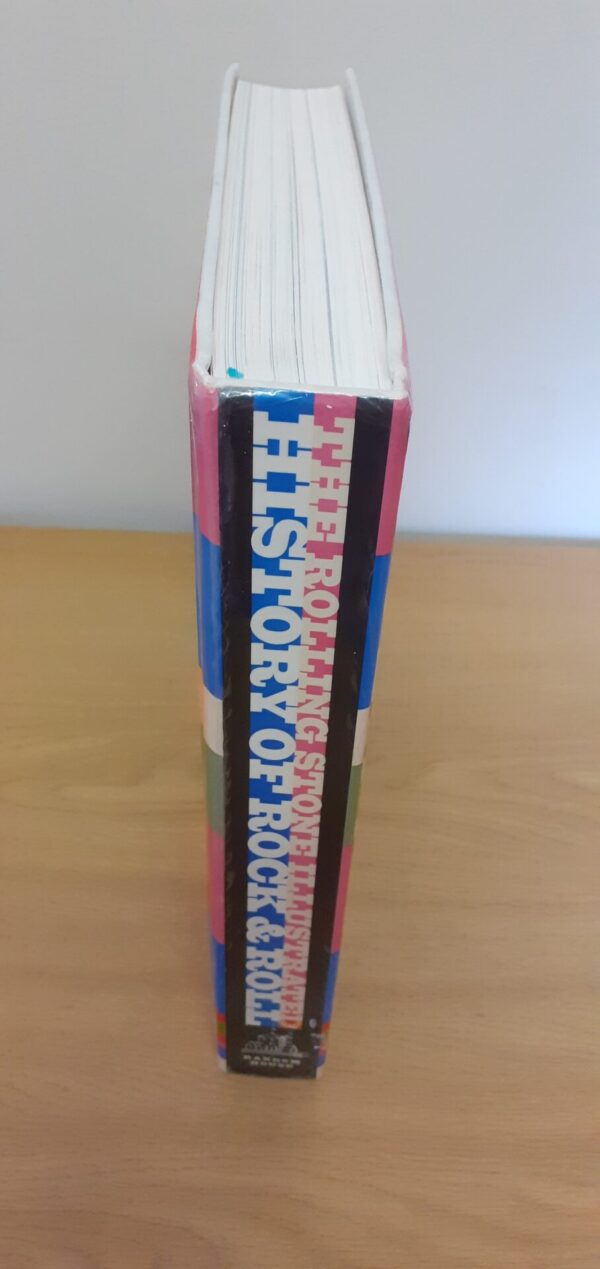 THE ROLLING STONE ILLUSTRATED
HISTORY OF ROCK & ROLL
RANDOM
HOUSE